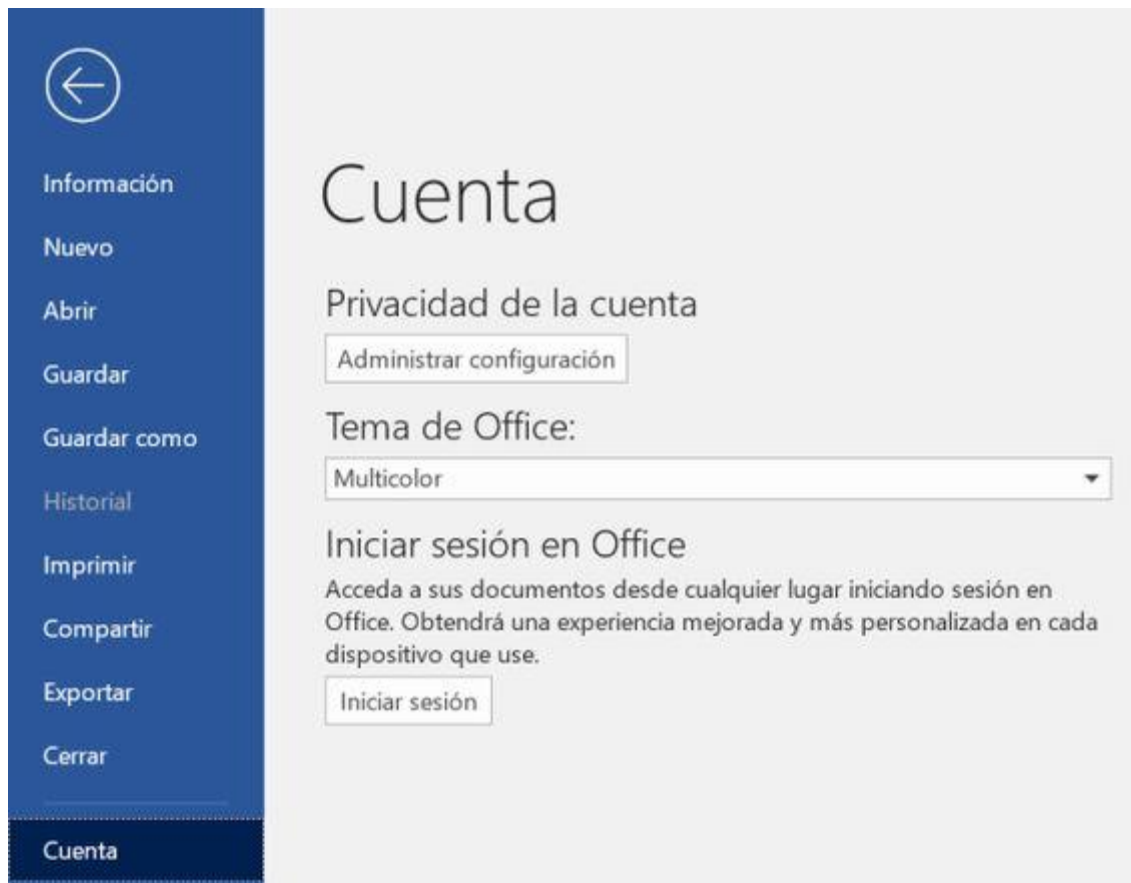 Información
Nuevo
Abrir
Guardar
Guardar como
Historial
Imprimir
Compartir
Exportar
Cerrar
Cuenta
Cuenta
Privacidad de la cuenta
Administrar configuración
Tema de Office:
Multicolor
Iniciar sesión en Office
Acceda a sus documentos desde cualquier lugar iniciando sesión en
Office. Obtendrá una experiencia mejorada y más personalizada en cada
dispositivo que use.
Iniciar sesión